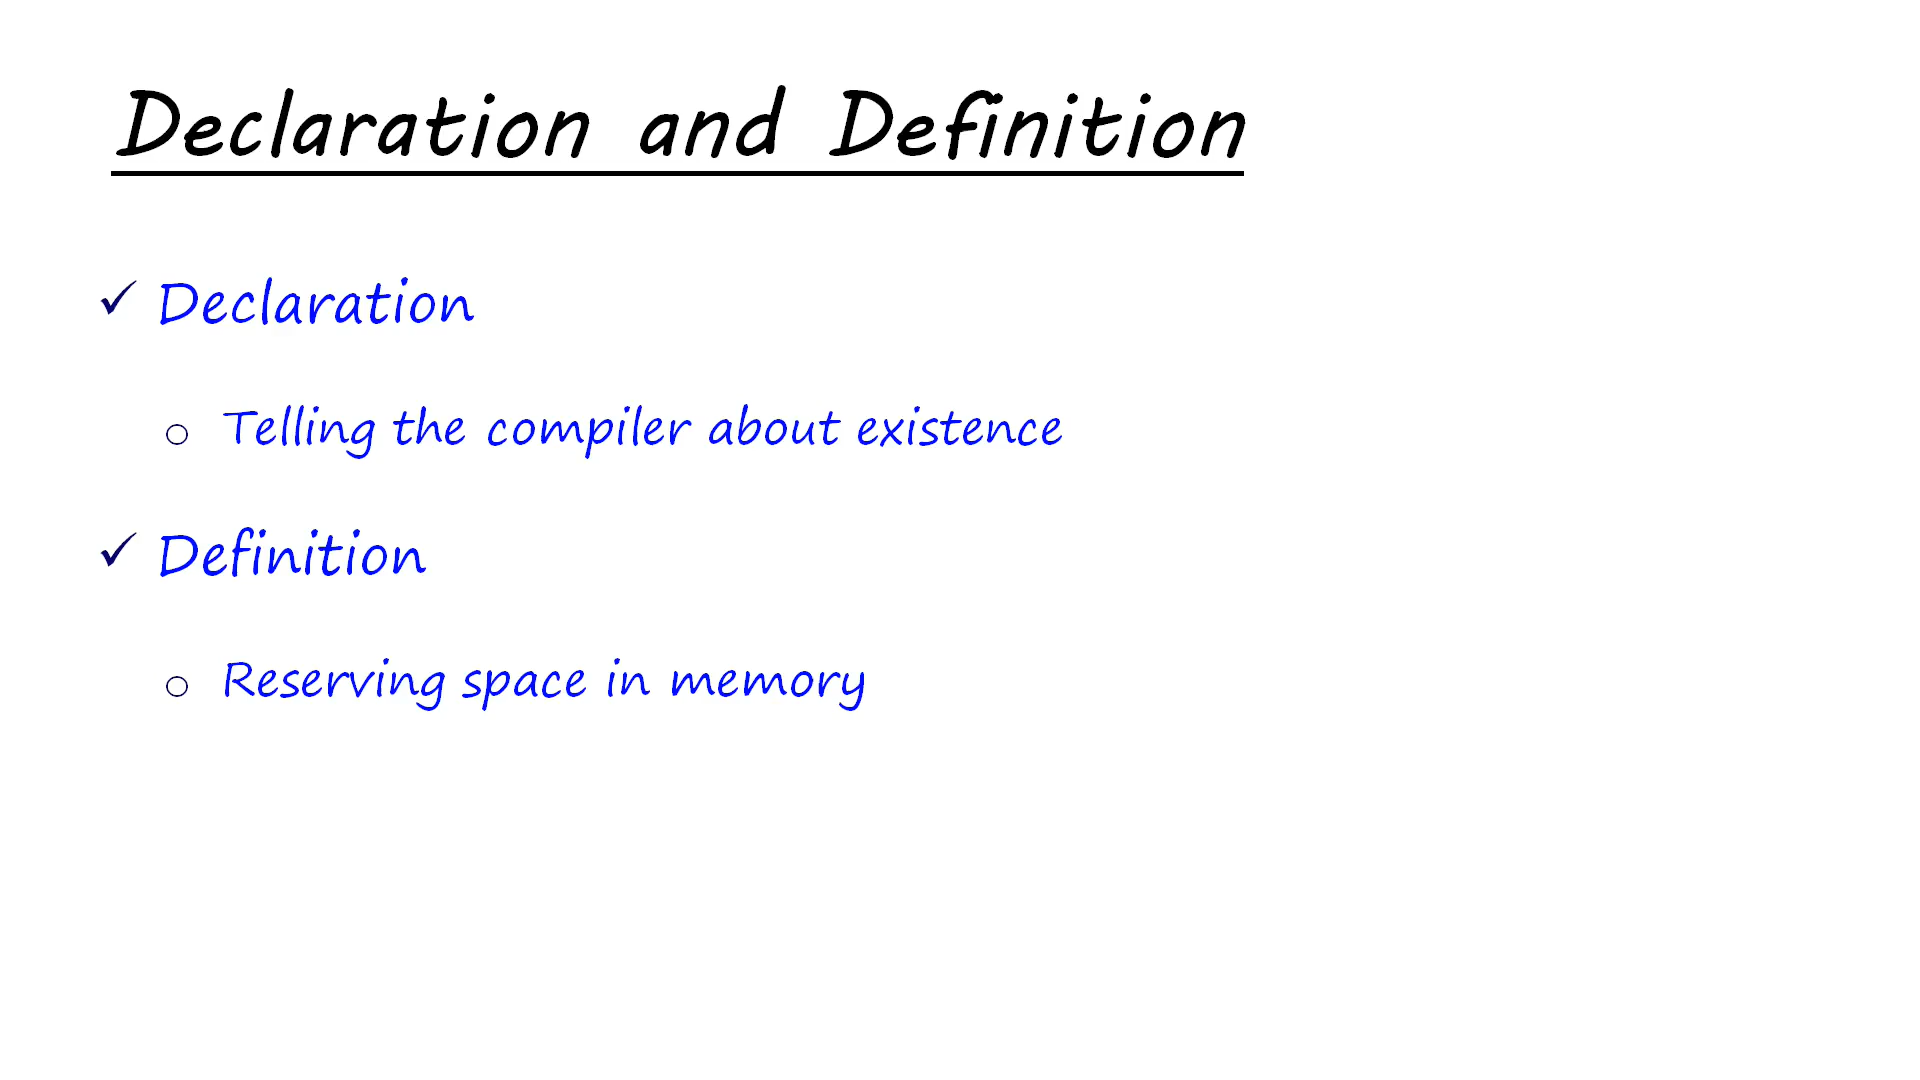 Declaration and Definition
✓ Declaration
o Telling the compiler about existence
✓ Definition
o Reserving space in memory